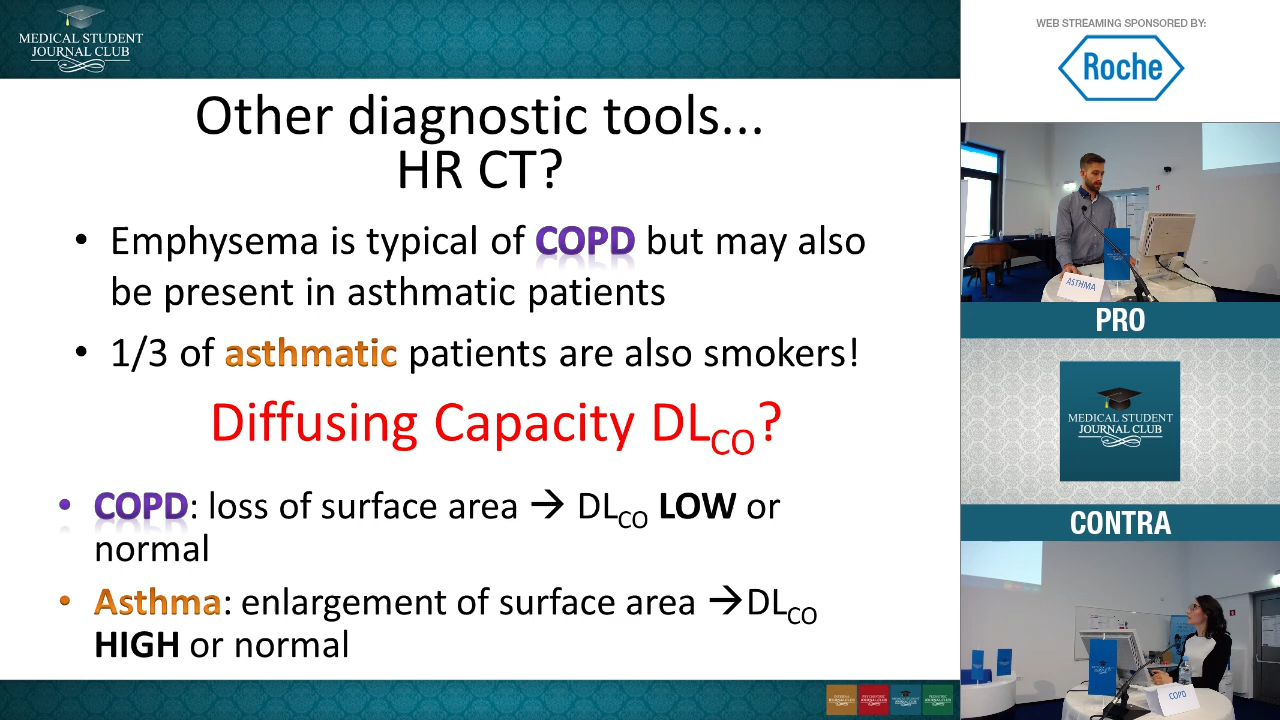 MEDICAL STUDENT
JOURNAL CLUB
Other diagnostic tools...
HR CT?
• Emphysema is typical of COPD but may also
be present in asthmatic patients
• 1/3 of asthmatic patients are also smokers!
Diffusing Capacity DLCO?
• COPD: loss of surface area → DLCO LOW or
normal
• Asthma: enlargement of surface area →DLCO
HIGH or normal
WEB STREAMING SPONSORED BY:
Roche
ASTHMA
PRO
MEDICAL STUDENT
JOURNAL CLUB
CONTRA
COPD